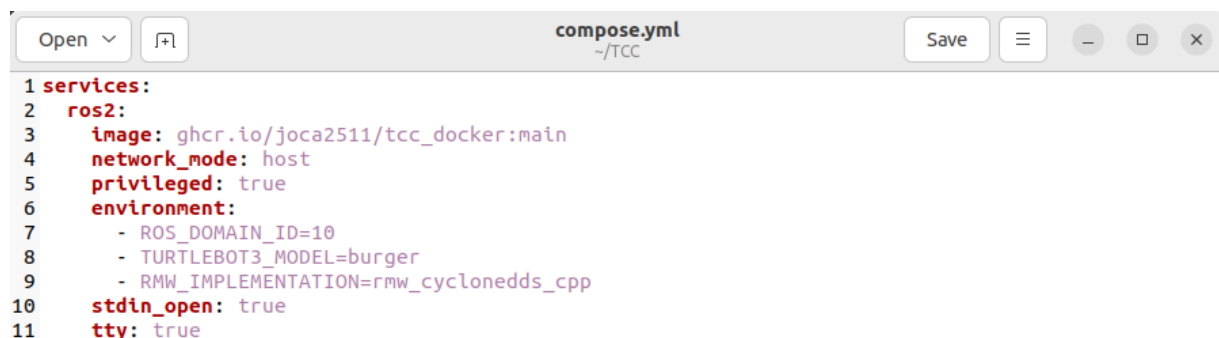 Open
compose.yml
~/TCC
Save
1 services:
2   ros2:
3     image: ghcr.io/joca2511/tcc_docker:main
4     network_mode: host
5     privileged: true
6     environment:
7       - ROS_DOMAIN_ID=10
8       - TURTLEBOT3_MODEL=burger
9       - RMW_IMPLEMENTATION=rmw_cyclonedds_cpp
10     stdin_open: true
11     tty: true